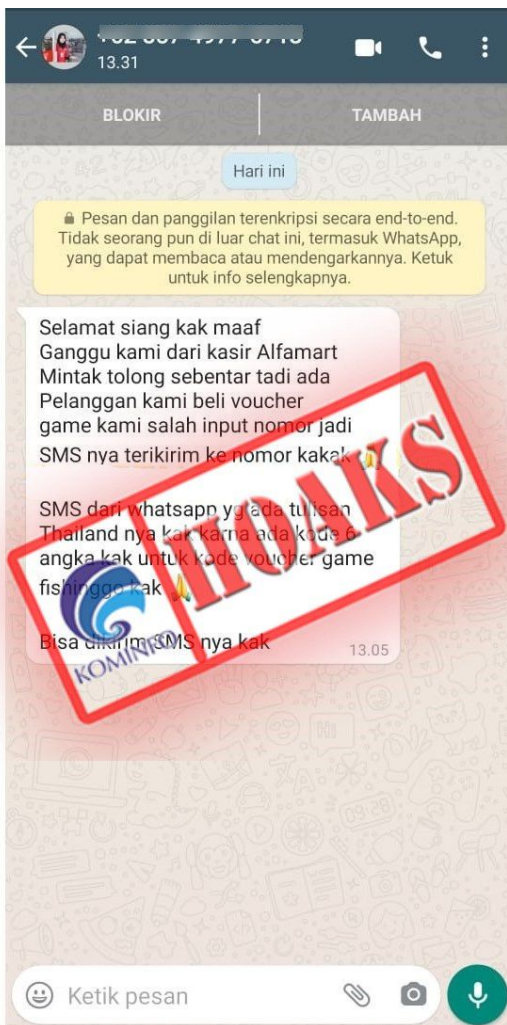 13.31
BLOKIR
TAMBAH
Hari ini
Pesan dan panggilan terenkripsi secara end-to-end.
Tidak seorang pun di luar chat ini, termasuk WhatsApp,
yang dapat membaca atau mendengarkannya. Ketuk
untuk info selengkapnya.
Selamat siang kak maaf
Ganggu kami dari kasir Alfamart
Mintak tolong sebentar tadi ada
Pelanggan kami beli voucher
game kami salah input nomor jadi
SMS nya terikirim ke nomor kakak
SMS dari whatsapp yg ada tulisan
Thailand nya kak karna ada kode 6
angka kak untuk kode voucher game
fishinggo kak
Bisa dikirim SMS nya kak
13.05
HOAKS
KOMINFO
Ketik pesan